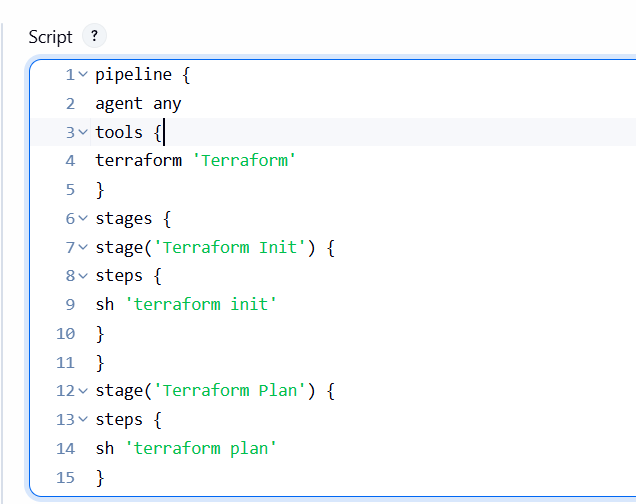 Script ?
1 pipeline {
2 agent any
3 tools {
4 terraform 'Terraform'
5 }
6 stages {
7 stage('Terraform Init') {
8 steps {
9 sh 'terraform init'
10 }
11 }
12 stage('Terraform Plan') {
13 steps {
14 sh 'terraform plan'
15 }